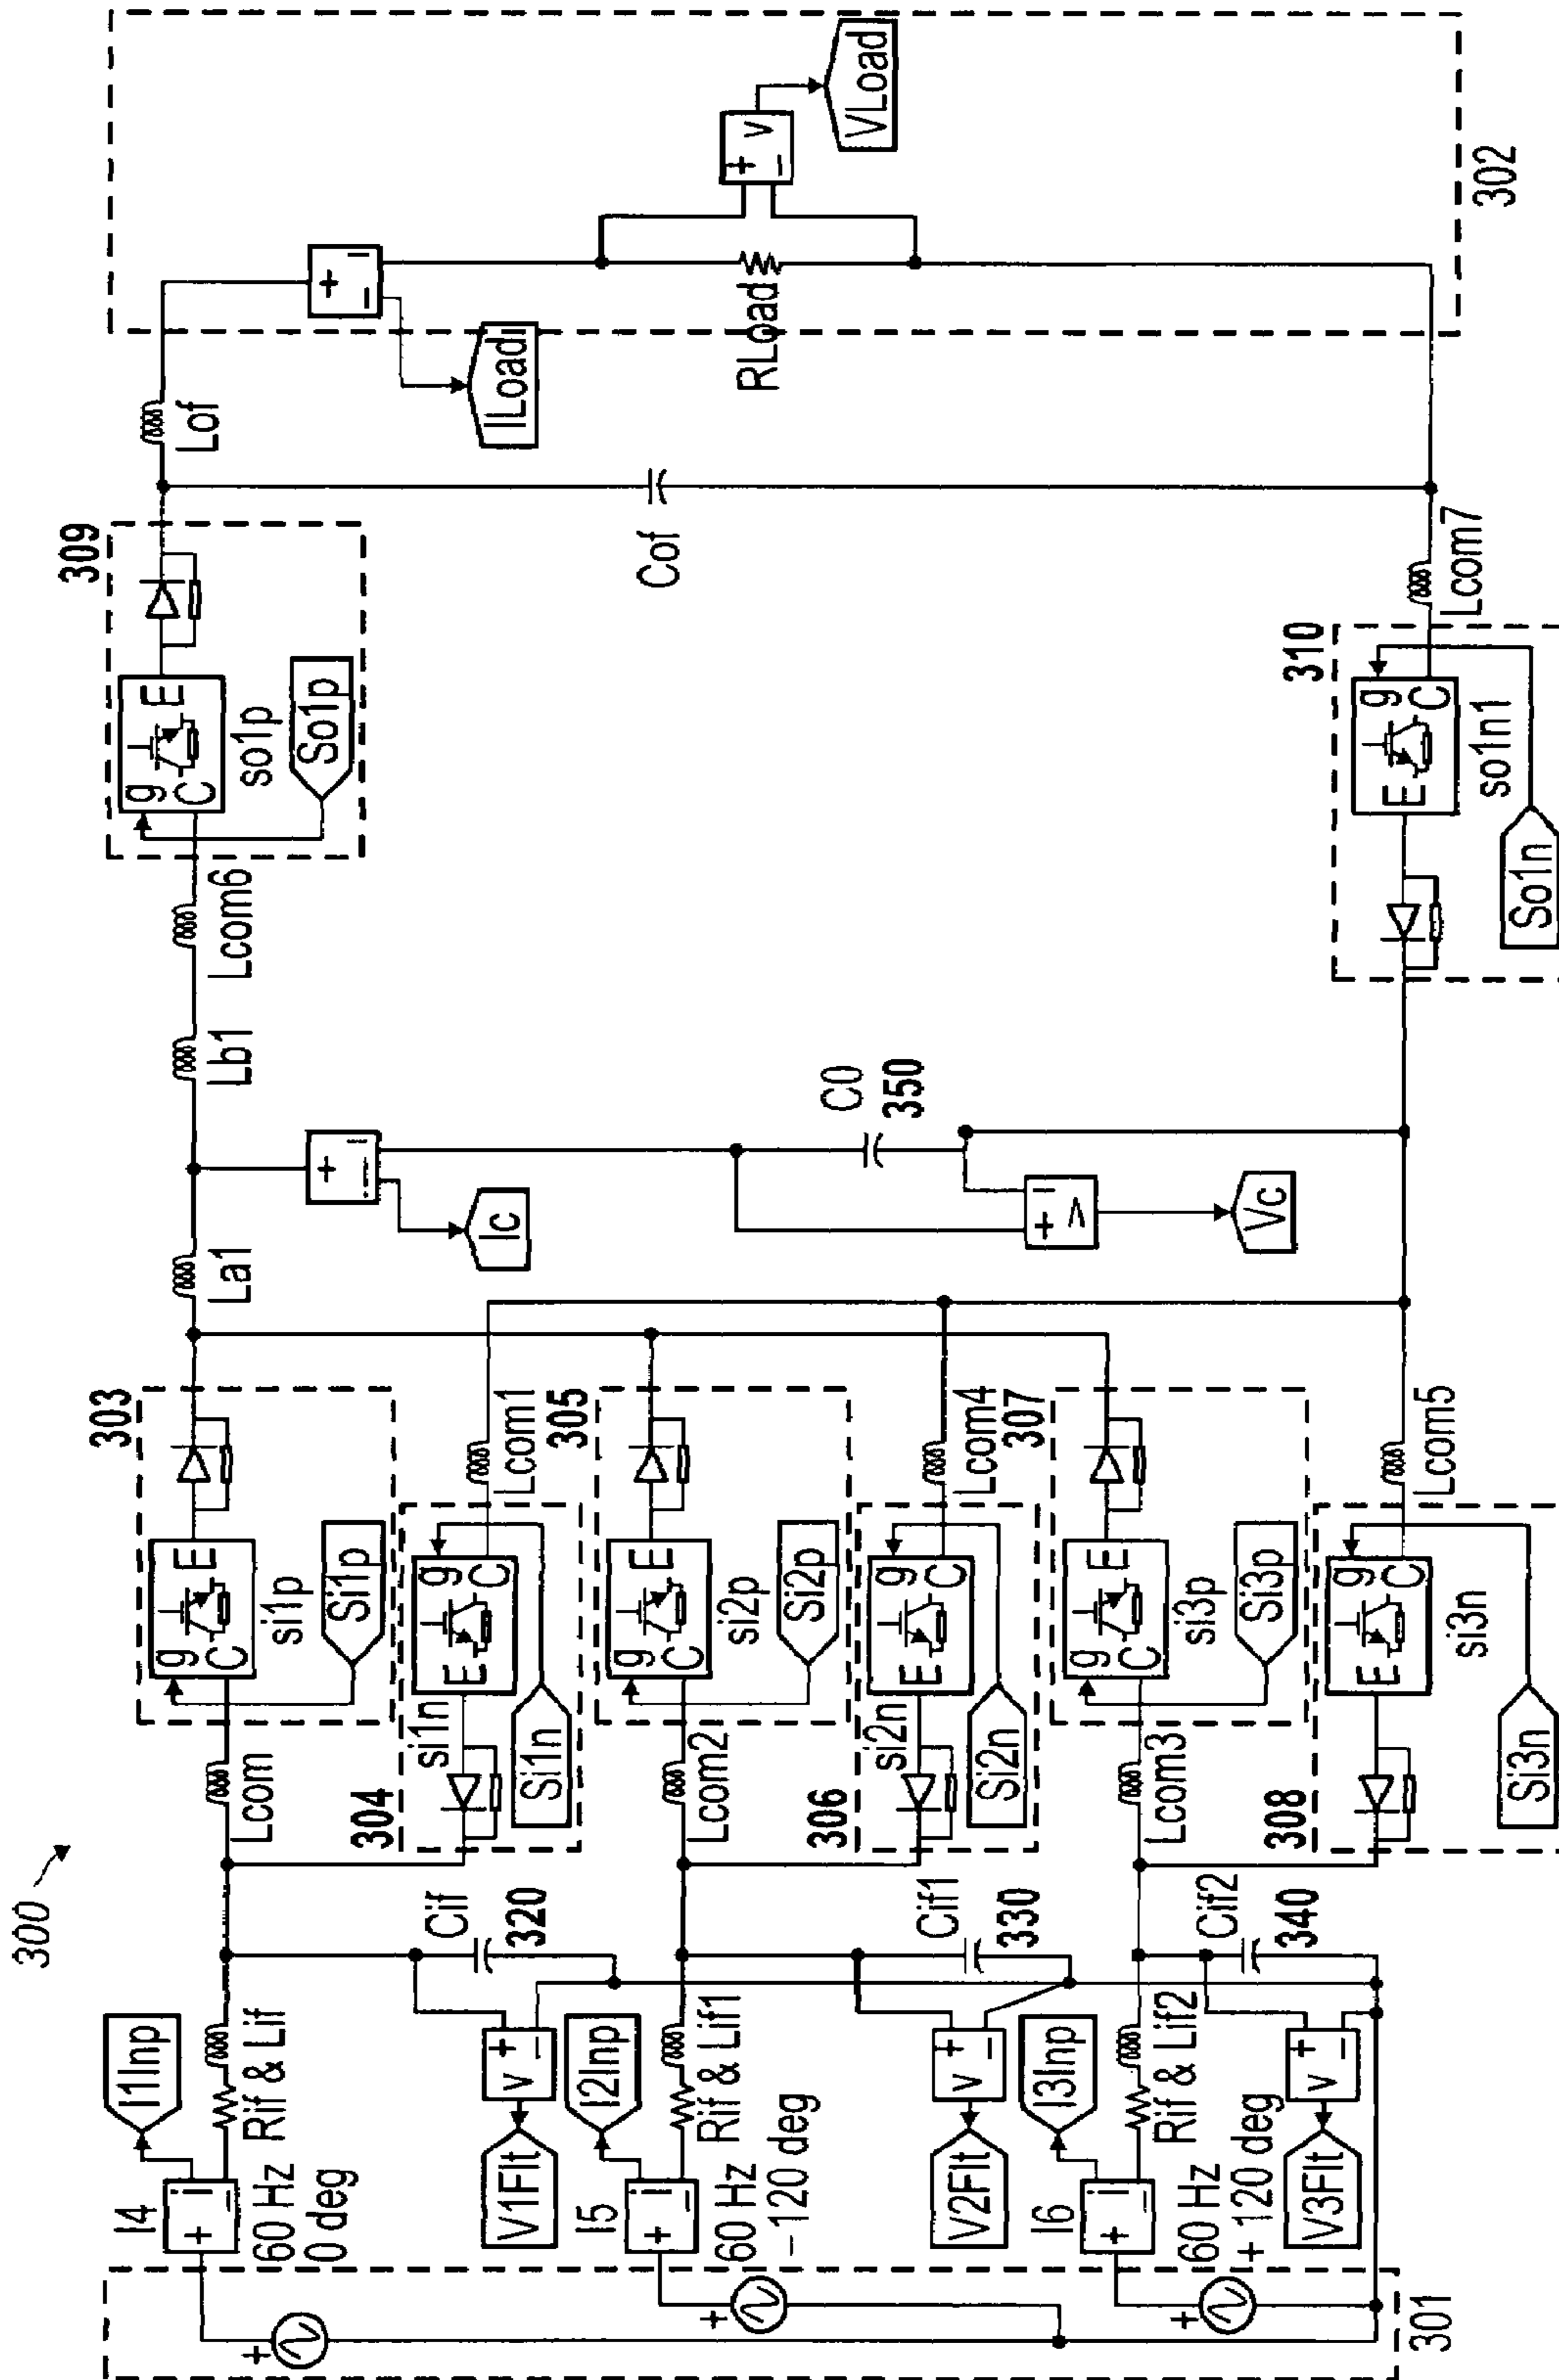 300
I4
I1Inp
60 Hz
0 deg
Rif & Lif
V1Flt
Cif
320
Lcom
303
g
C
E
si1p
Si1p
304
si1n
E
g
C
Si1n
Lcom1
I5
I2Inp
60 Hz
−120 deg
Rif & Lif1
V2Flt
Cif1
330
Lcom2
305
g
C
E
si2p
Si2p
306
si2n
E
g
C
Si2n
Lcom4
I6
I3Inp
60 Hz
+120 deg
Rif & Lif2
V3Flt
Cif2
340
Lcom3
307
g
C
E
si3p
Si3p
308
E
g
C
si3n
Si3n
Lcom5
301
La1
Ic
C0
350
Vc
Lb1
Lcom6
309
g
C
E
so1p
So1p
310
E
g
C
so1n1
So1n
Lcom7
Cof
Lof
ILoad
RLoad
VLoad
302
+
−
i
+
−
v
+
−
i
+
−
v
+
−
i
+
−
v
+
+
+
+
−
i
+
−
v
+
−
i
+
−
v